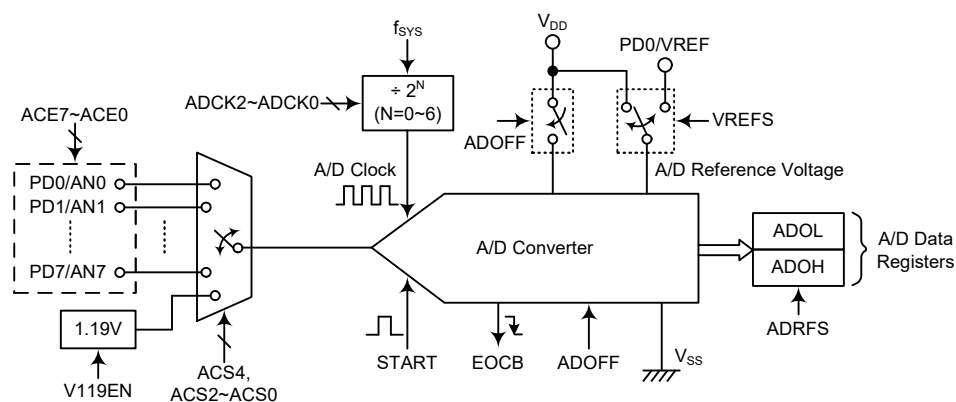 fSYS
÷ 2N
(N=0~6)
ADCK2~ADCK0
VDD
PD0/VREF
ADOFF
VREFS
A/D Reference Voltage
ACE7~ACE0
PD0/AN0
PD1/AN1
PD7/AN7
1.19V
V119EN
ACS4,
ACS2~ACS0
A/D Clock
A/D Converter
START
EOCB
ADOFF
VSS
ADOL
ADOH
A/D Data
Registers
ADRFS